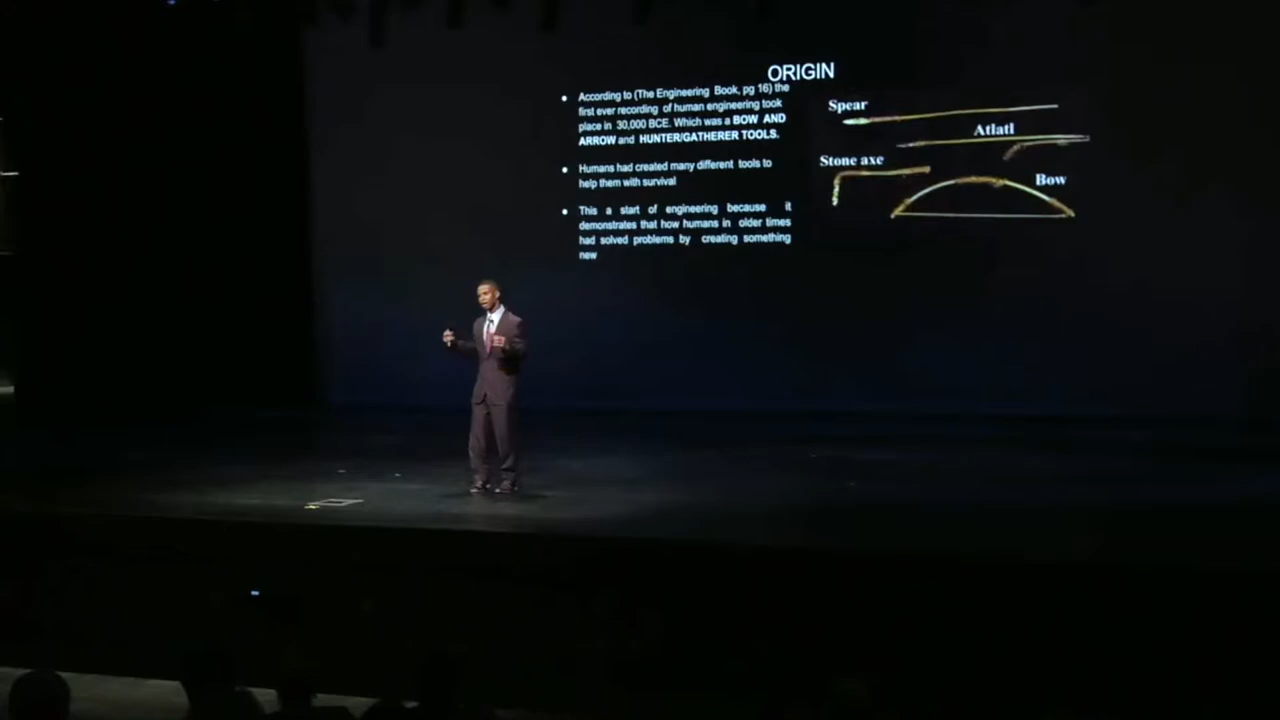 ORIGIN
• According to (The Engineering Book, pg 16) the
first ever recording of human engineering took
place in 30,000 BCE. Which was a BOW AND
ARROW and HUNTER/GATHERER TOOLS.
• Humans had created many different tools to
help them with survival
• This a start of engineering because it
demonstrates that how humans in older times
had solved problems by creating something
new
Spear
Atlatl
Stone axe
Bow